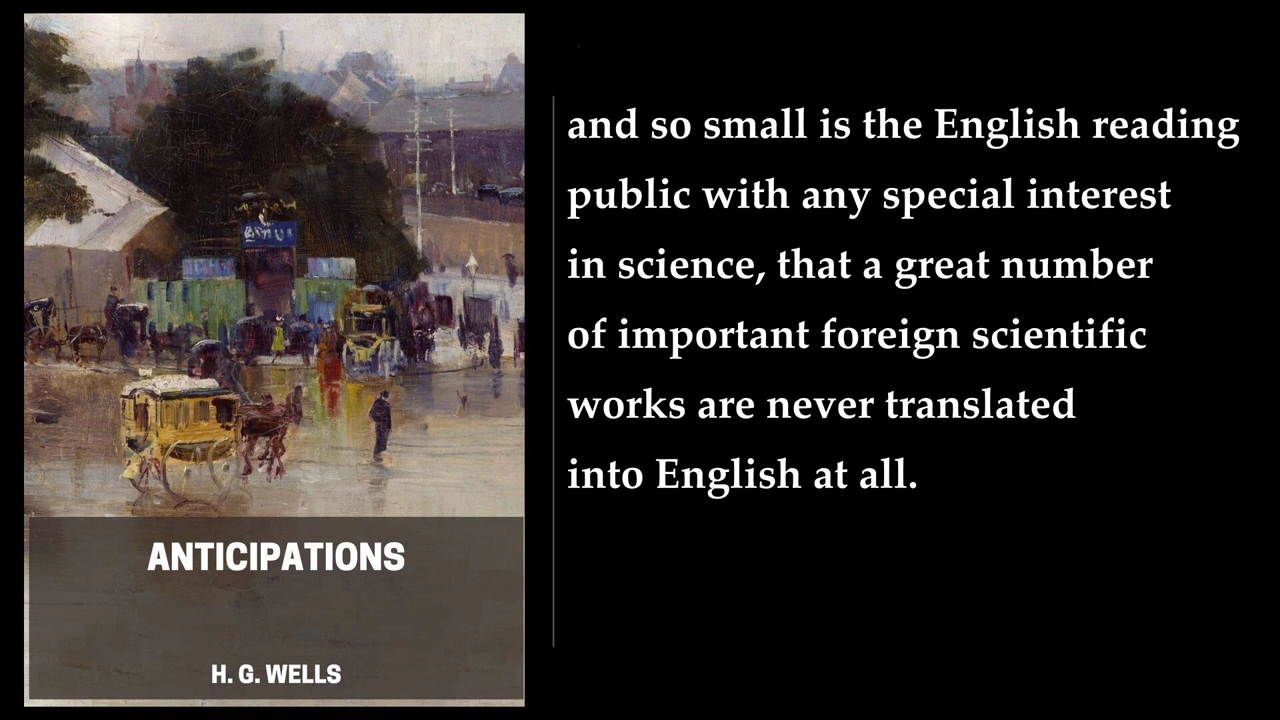 ANTICIPATIONS
H. G. WELLS
and so small is the English reading
public with any special interest
in science, that a great number
of important foreign scientific
works are never translated
into English at all.